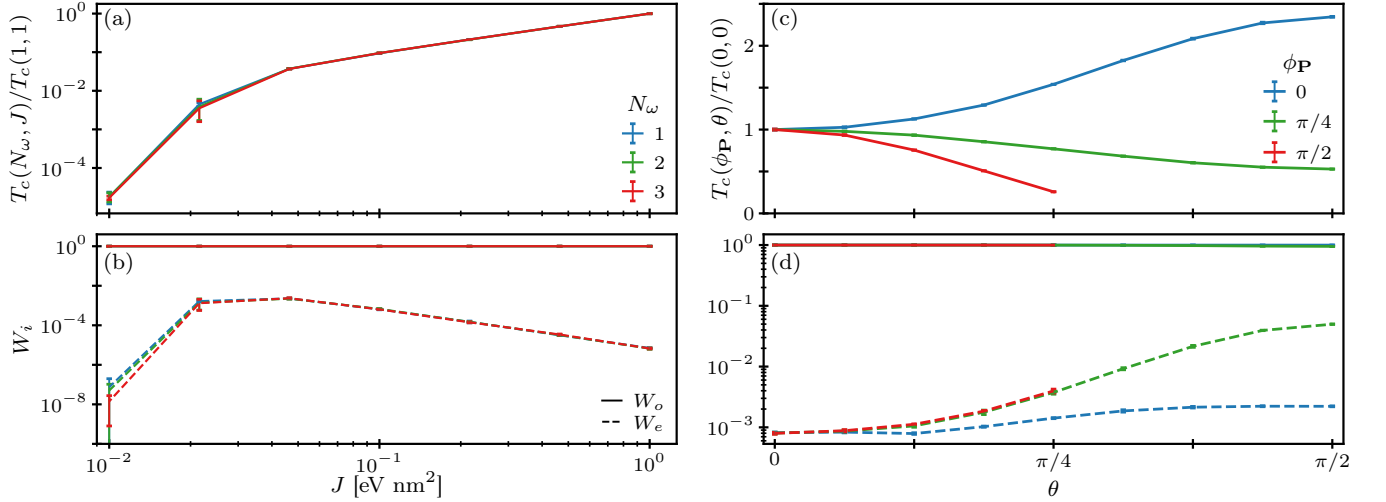 (a)
T_c(N_ω, J)/T_c(1, 1)
10^0
10^{-2}
10^{-4}
N_ω
1
2
3
(b)
W_i
10^0
10^{-4}
10^{-8}
W_o
W_e
10^{-2}
10^{-1}
10^0
J [eV nm^2]
(c)
T_c(ϕ_𝐏, θ)/T_c(0, 0)
2
1
0
ϕ_𝐏
0
π/4
π/2
(d)
10^0
10^{-1}
10^{-2}
10^{-3}
0
π/4
π/2
θ